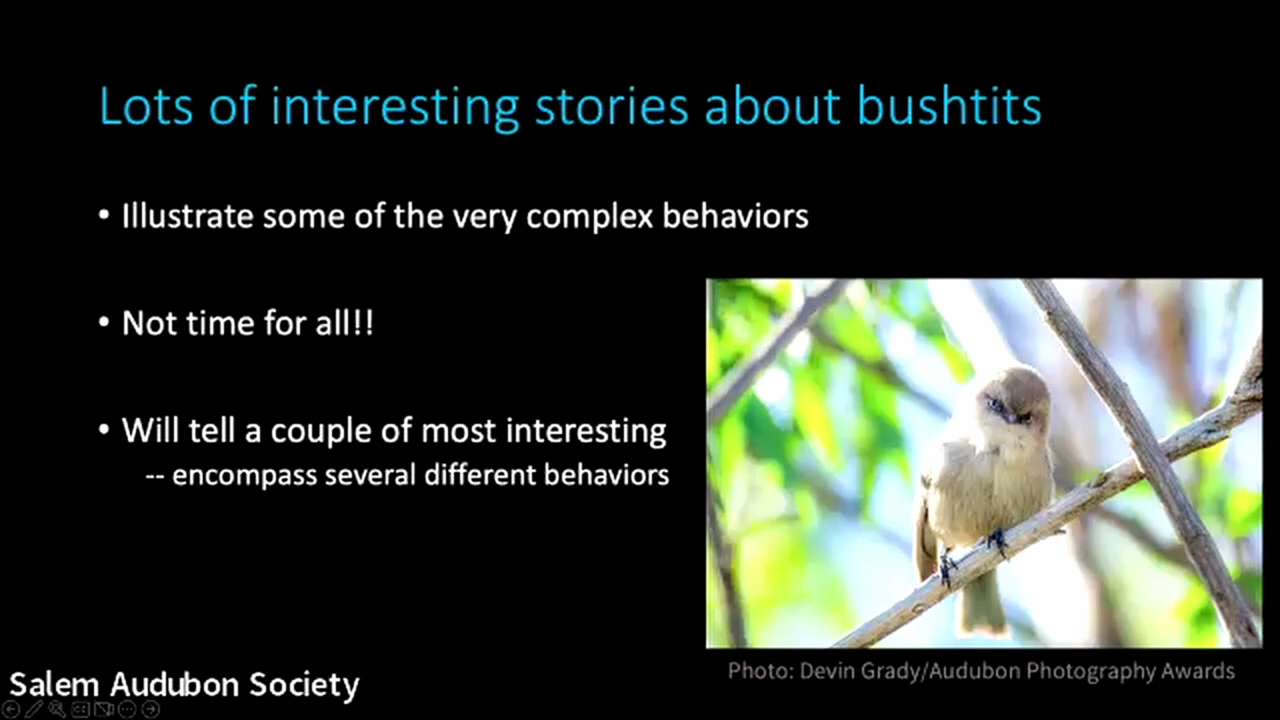 Lots of interesting stories about bushtits
• Illustrate some of the very complex behaviors
• Not time for all!!
• Will tell a couple of most interesting
-- encompass several different behaviors
Photo: Devin Grady/Audubon Photography Awards
Salem Audubon Society